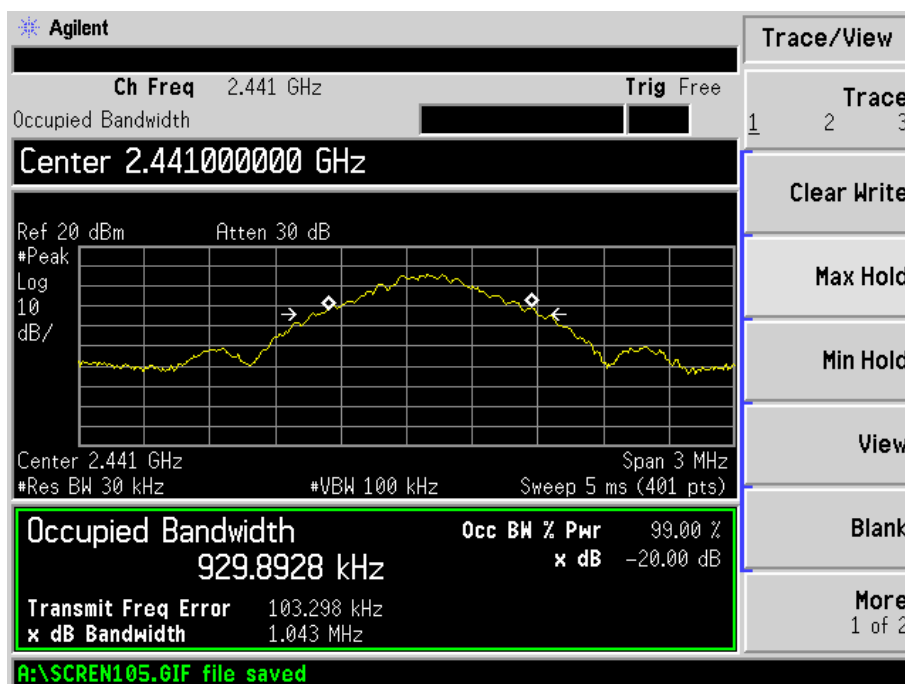 Agilent
Trace/View
Ch Freq 2.441 GHz Trig Free
Occupied Bandwidth
Trace
1 2 3
Center 2.441000000 GHz
Clear Write
Ref 20 dBm Atten 30 dB
#Peak
Log
10
dB/
Max Hold
Min Hold
View
Center 2.441 GHz Span 3 MHz
#Res BW 30 kHz #VBW 100 kHz Sweep 5 ms (401 pts)
Blank
Occupied Bandwidth Occ BW % Pwr 99.00 %
929.8928 kHz x dB -20.00 dB
Transmit Freq Error 103.298 kHz
x dB Bandwidth 1.043 MHz
More
1 of 2
A:\SCREN105.GIF file saved